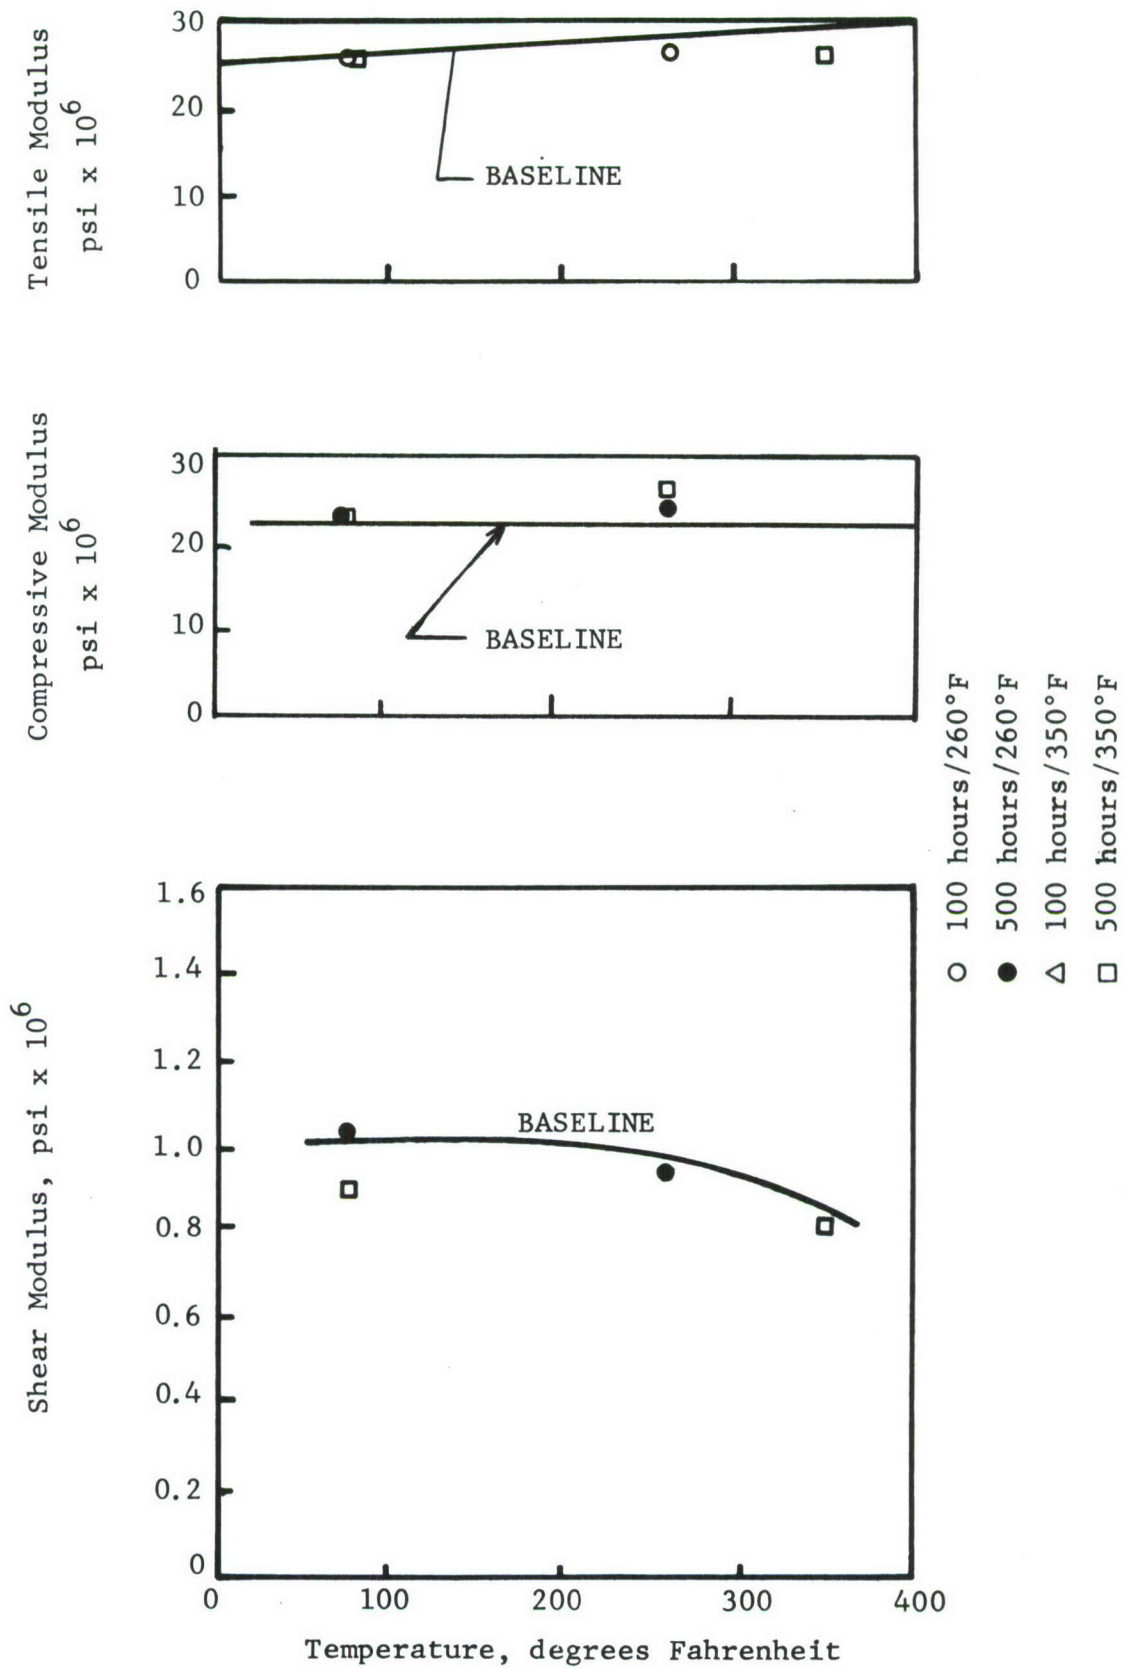 Tensile Modulus
psi x 10^6
30
20
10
0
BASELINE
Compressive Modulus
psi x 10^6
30
20
10
0
BASELINE
Shear Modulus, psi x 10^6
1.6
1.4
1.2
1.0
0.8
0.6
0.4
0.2
0
BASELINE
0 100 200 300 400
Temperature, degrees Fahrenheit
○ 100 hours/260°F
● 500 hours/260°F
△ 100 hours/350°F
□ 500 hours/350°F